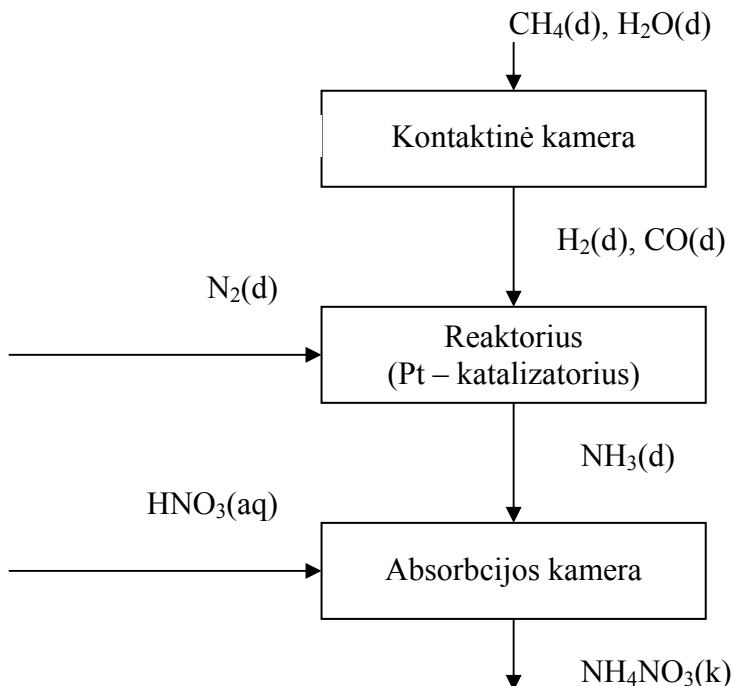 CH₄(d), H₂O(d)
Kontaktinė kamera
H₂(d), CO(d)
N₂(d)
Reaktorius
(Pt – katalizatorius)
NH₃(d)
HNO₃(aq)
Absorbcijos kamera
NH₄NO₃(k)